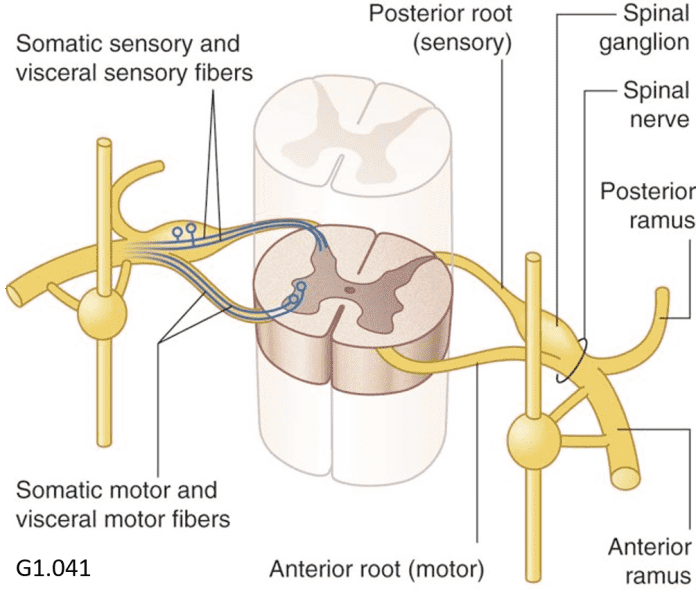 Somatic sensory and
visceral sensory fibers
Posterior root
(sensory)
Spinal
ganglion
Spinal
nerve
Posterior
ramus
Somatic motor and
visceral motor fibers
G1.041
Anterior root (motor)
Anterior
ramus